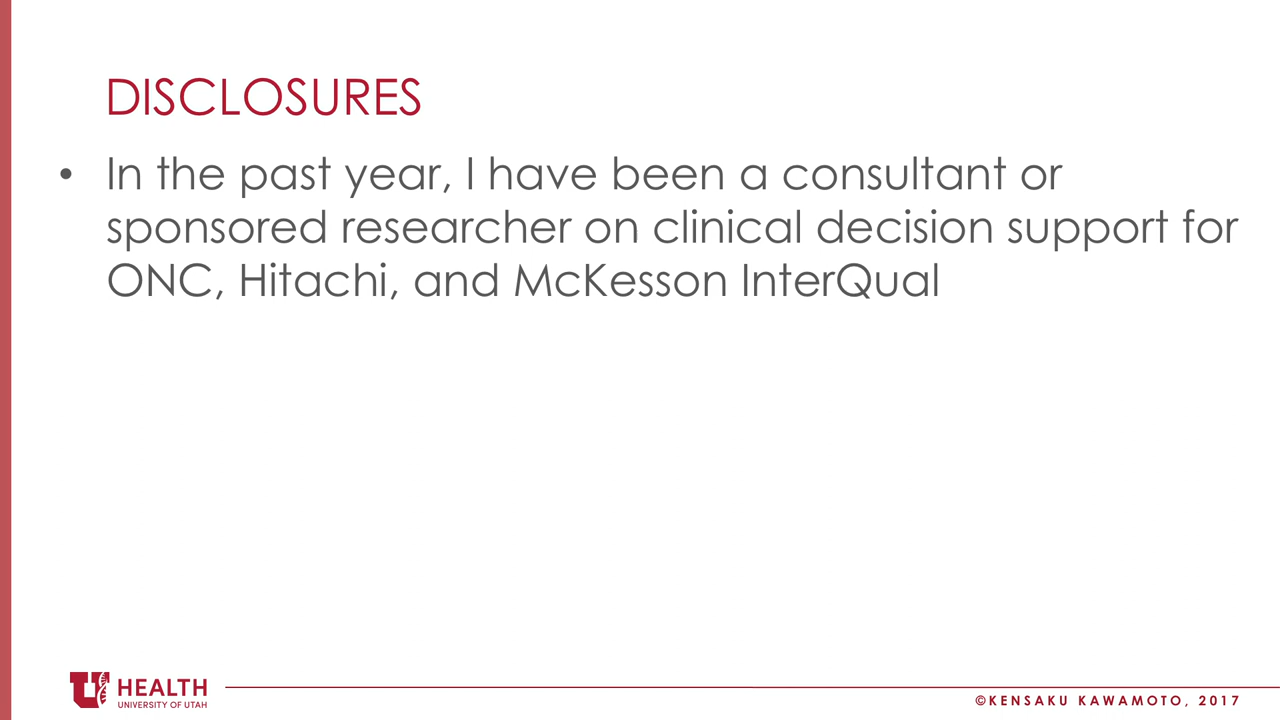 DISCLOSURES
• In the past year, I have been a consultant or
sponsored researcher on clinical decision support for
ONC, Hitachi, and McKesson InterQual
U HEALTH
UNIVERSITY OF UTAH
©KENSAKU KAWAMOTO, 2017